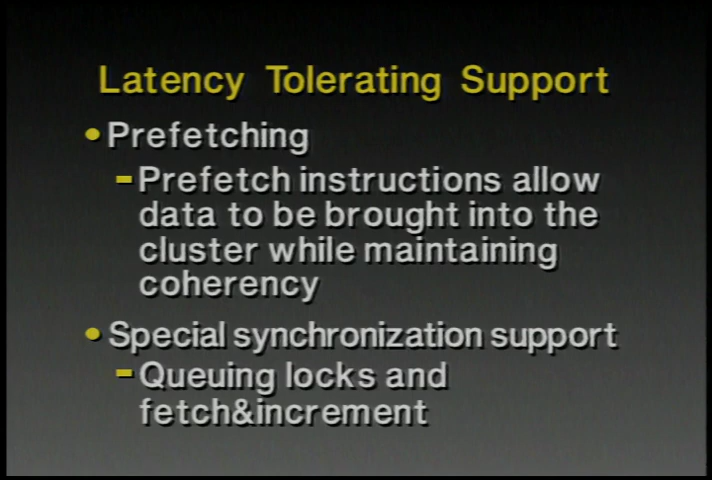 Latency Tolerating Support
• Prefetching
- Prefetch instructions allow
data to be brought into the
cluster while maintaining
coherency
• Special synchronization support
- Queuing locks and
fetch&increment